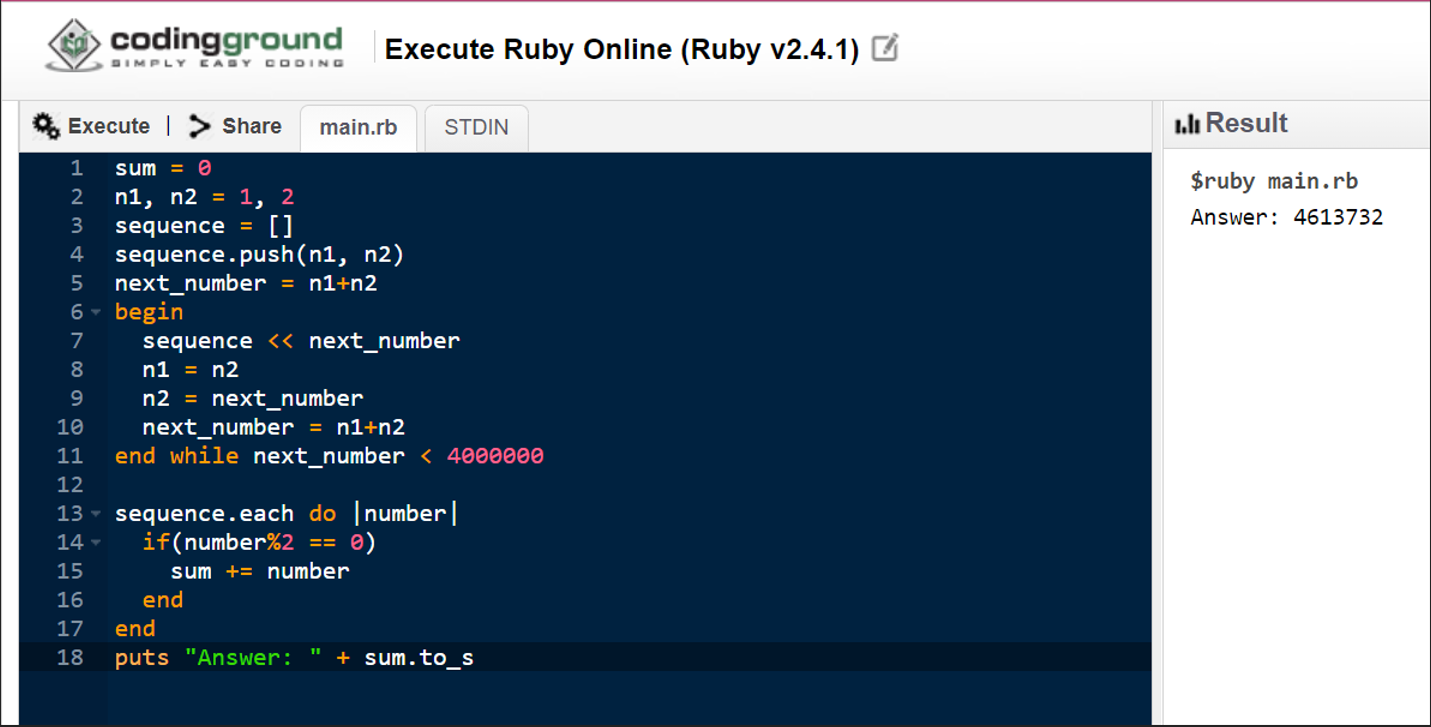 codingground
SIMPLY EASY CODING
Execute Ruby Online (Ruby v2.4.1)
Execute | Share main.rb STDIN
1 sum = 0
2 n1, n2 = 1, 2
3 sequence = []
4 sequence.push(n1, n2)
5 next_number = n1+n2
6 begin
7   sequence << next_number
8   n1 = n2
9   n2 = next_number
10   next_number = n1+n2
11 end while next_number < 4000000
12
13 sequence.each do |number|
14   if(number%2 == 0)
15     sum += number
16   end
17 end
18 puts "Answer: " + sum.to_s
Result
$ruby main.rb
Answer: 4613732